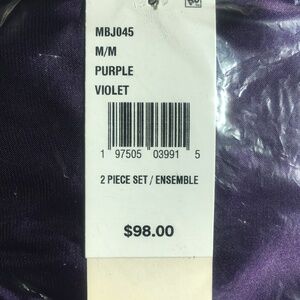 MBJ045
M/M
PURPLE
VIOLET
1 97505 03991 5
2 PIECE SET / ENSEMBLE
$98.00